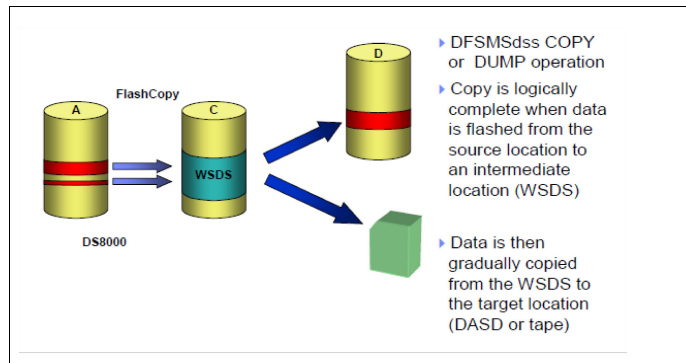 FlashCopy
A
C
D
WSDS
DS8000
DFSMSdss COPY
or DUMP operation
Copy is logically
complete when data
is flashed from the
source location to
an intermediate
location (WSDS)
Data is then
gradually copied
from the WSDS to
the target location
(DASD or tape)